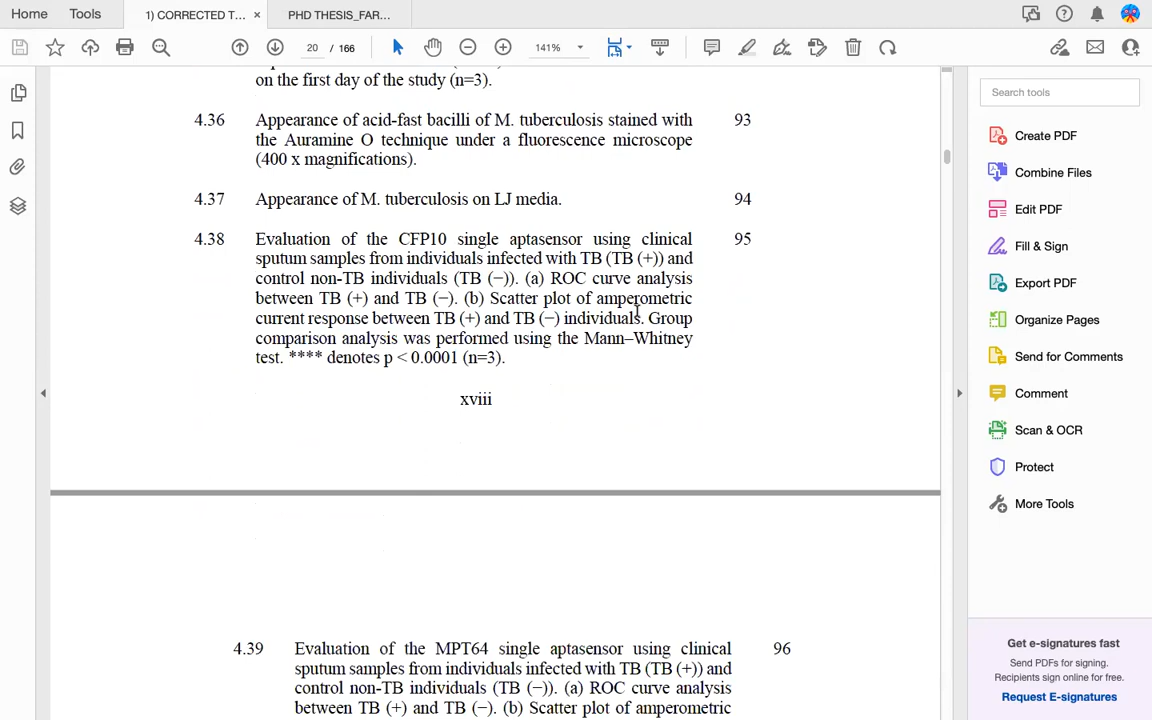 Home Tools 1) CORRECTED T... × PHD THESIS_FAR...
20 / 166 141%
Search tools
on the first day of the study (n=3).
4.36 Appearance of acid-fast bacilli of M. tuberculosis stained with 93
the Auramine O technique under a fluorescence microscope
(400 x magnifications).
4.37 Appearance of M. tuberculosis on LJ media. 94
4.38 Evaluation of the CFP10 single aptasensor using clinical 95
sputum samples from individuals infected with TB (TB (+)) and
control non-TB individuals (TB (−)). (a) ROC curve analysis
between TB (+) and TB (−). (b) Scatter plot of amperometric
current response between TB (+) and TB (−) individuals. Group
comparison analysis was performed using the Mann–Whitney
test. **** denotes p < 0.0001 (n=3).
xviii
4.39 Evaluation of the MPT64 single aptasensor using clinical 96
sputum samples from individuals infected with TB (TB (+)) and
control non-TB individuals (TB (−)). (a) ROC curve analysis
between TB (+) and TB (−). (b) Scatter plot of amperometric
Create PDF
Combine Files
Edit PDF
Fill & Sign
Export PDF
Organize Pages
Send for Comments
Comment
Scan & OCR
Protect
More Tools
Get e-signatures fast
Send PDFs for signing.
Recipients sign online for free.
Request E-signatures